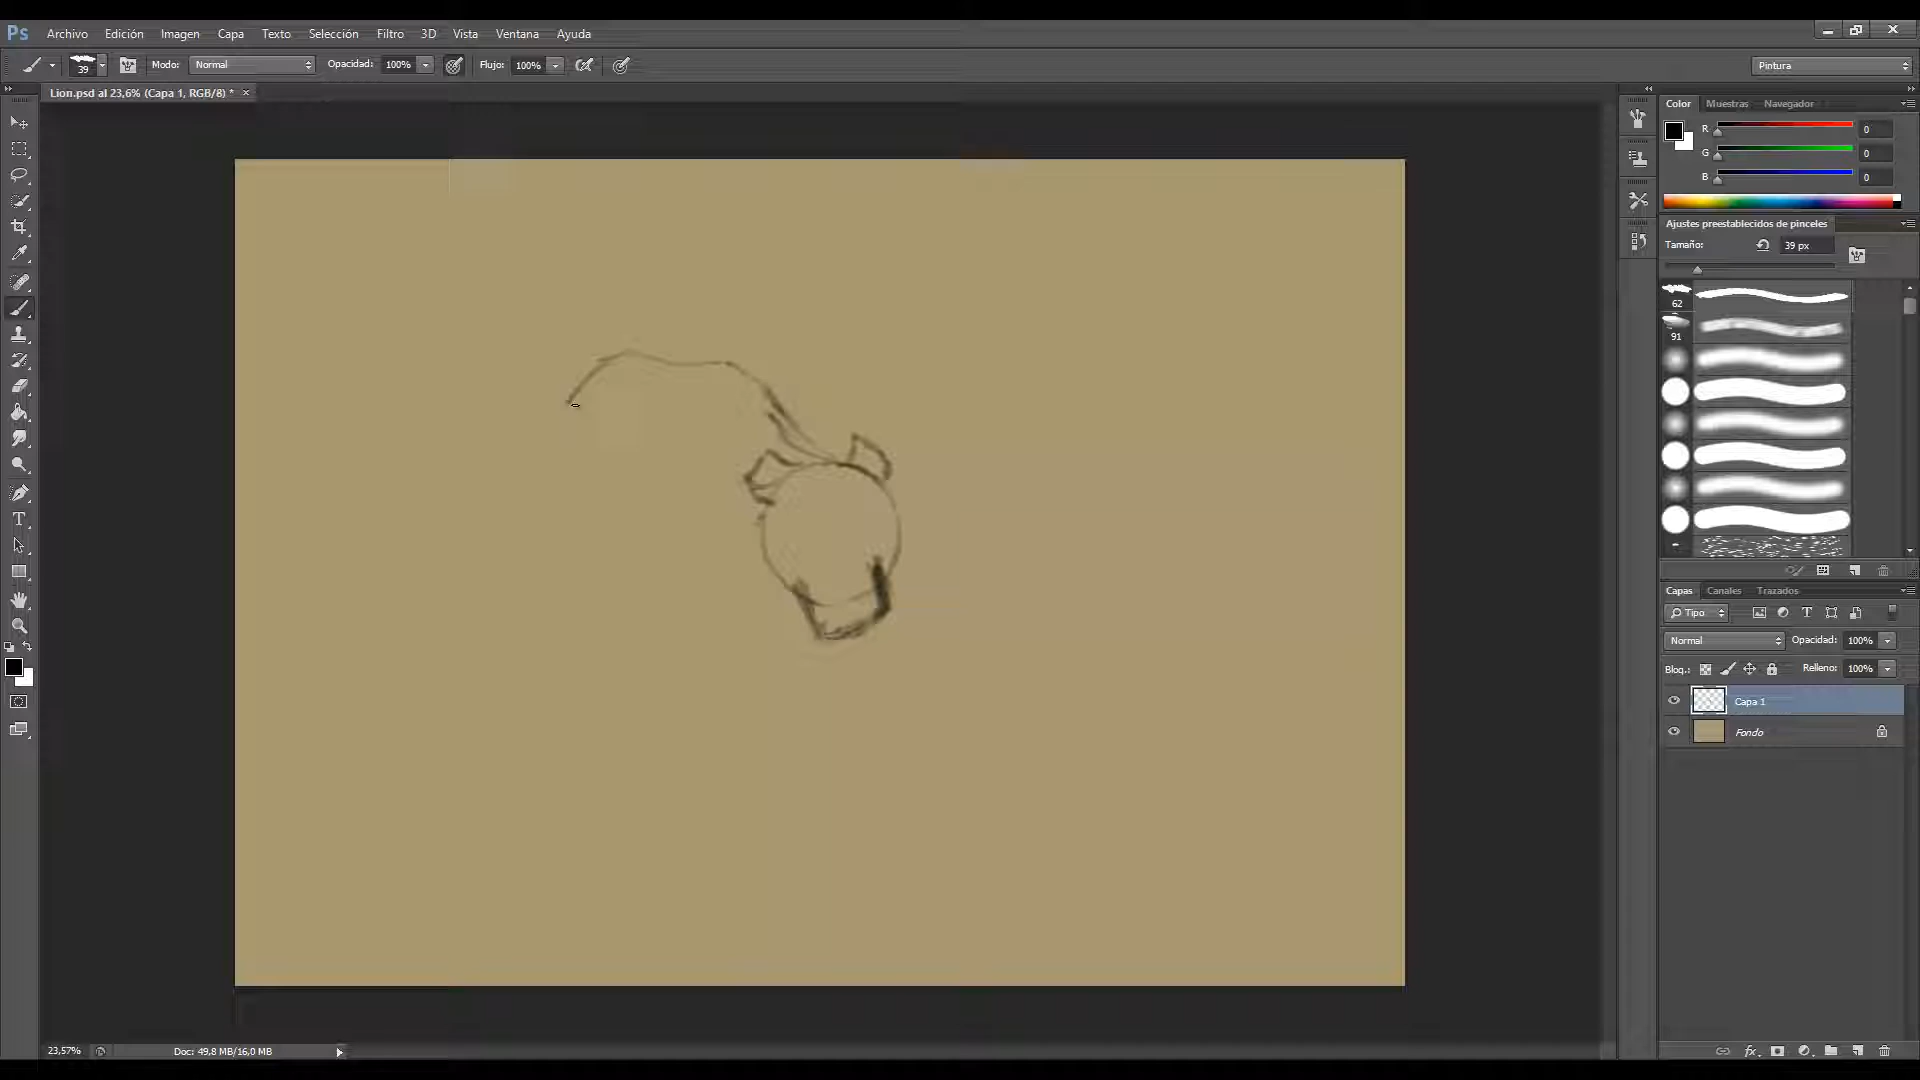 Ps Archivo Edición Imagen Capa Texto Selección Filtro 3D Vista Ventana Ayuda
39 Modo: Normal Opacidad: 100% Flujo: 100% Pintura
Lion.psd al 23,6% (Capa 1, RGB/8) * ×
Color Muestras Navegador
R 0
G 0
B 0
Ajustes preestablecidos de pinceles
Tamaño: 39 px
62
91
Capas Canales Trazados
Tipo
Normal Opacidad: 100%
Bloq.: Relleno: 100%
Capa 1
Fondo
23,57% Doc: 49,8 MB/16,0 MB
fx